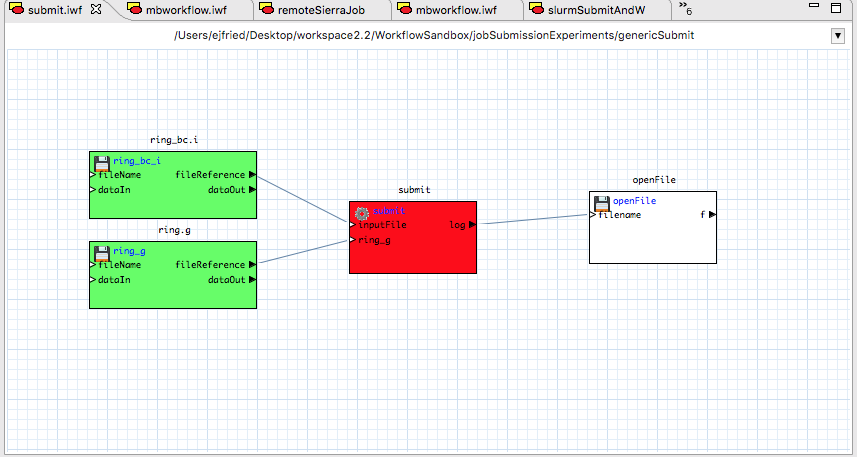 submit.iwf
mbworkflow.iwf
remoteSierraJob
mbworkflow.iwf
slurmSubmitAndW
»6
/Users/ejfried/Desktop/workspace2.2/WorkflowSandbox/jobSubmissionExperiments/genericSubmit
ring_bc.i
ring_bc_i
fileName fileReference
dataIn dataOut
ring.g
ring_g
fileName fileReference
dataIn dataOut
submit
submit
inputFile log
ring_g
openFile
openFile
filename f